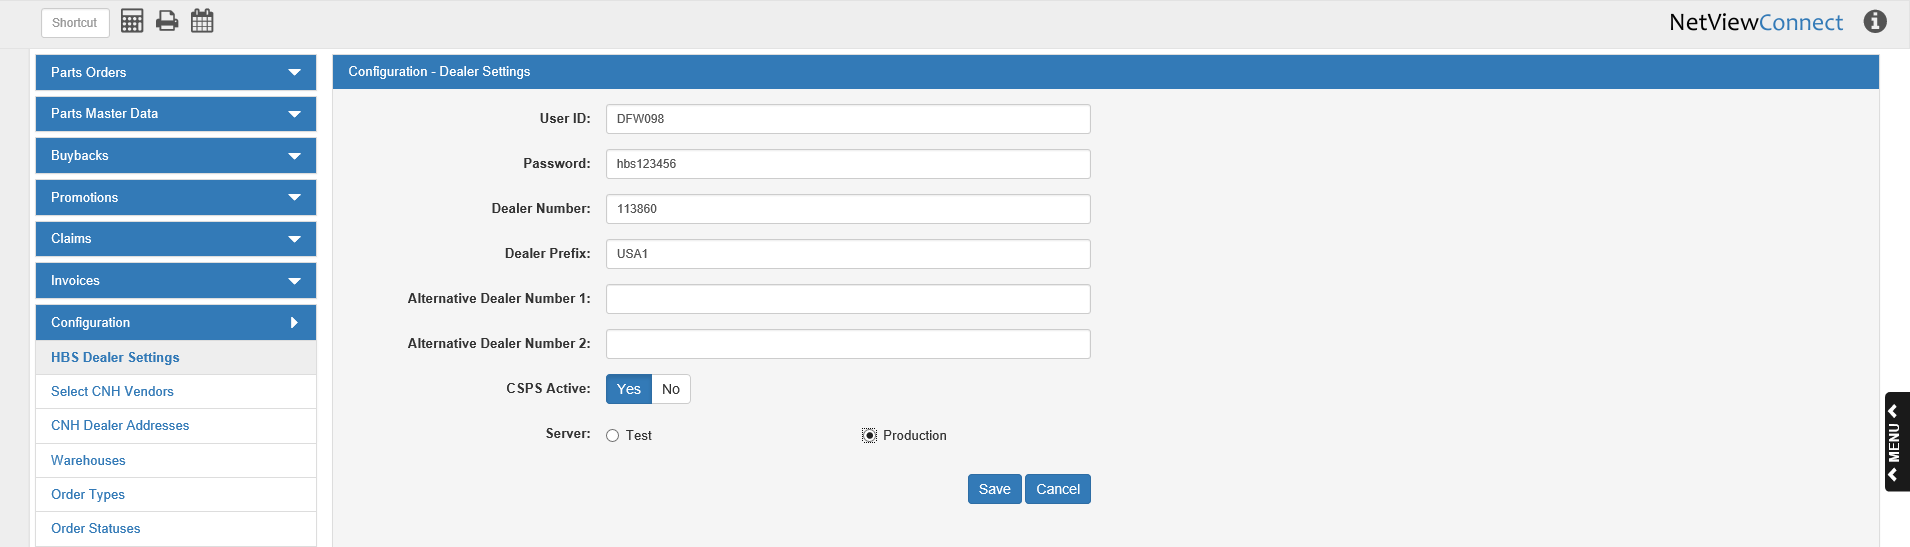 Shortcut
NetViewConnect
Parts Orders
Parts Master Data
Buybacks
Promotions
Claims
Invoices
Configuration
HBS Dealer Settings
Select CNH Vendors
CNH Dealer Addresses
Warehouses
Order Types
Order Statuses
Configuration - Dealer Settings
User ID: DFW098
Password: hbs123456
Dealer Number: 113860
Dealer Prefix: USA1
Alternative Dealer Number 1:
Alternative Dealer Number 2:
CSPS Active: Yes No
Server: Test Production
Save Cancel
MENU